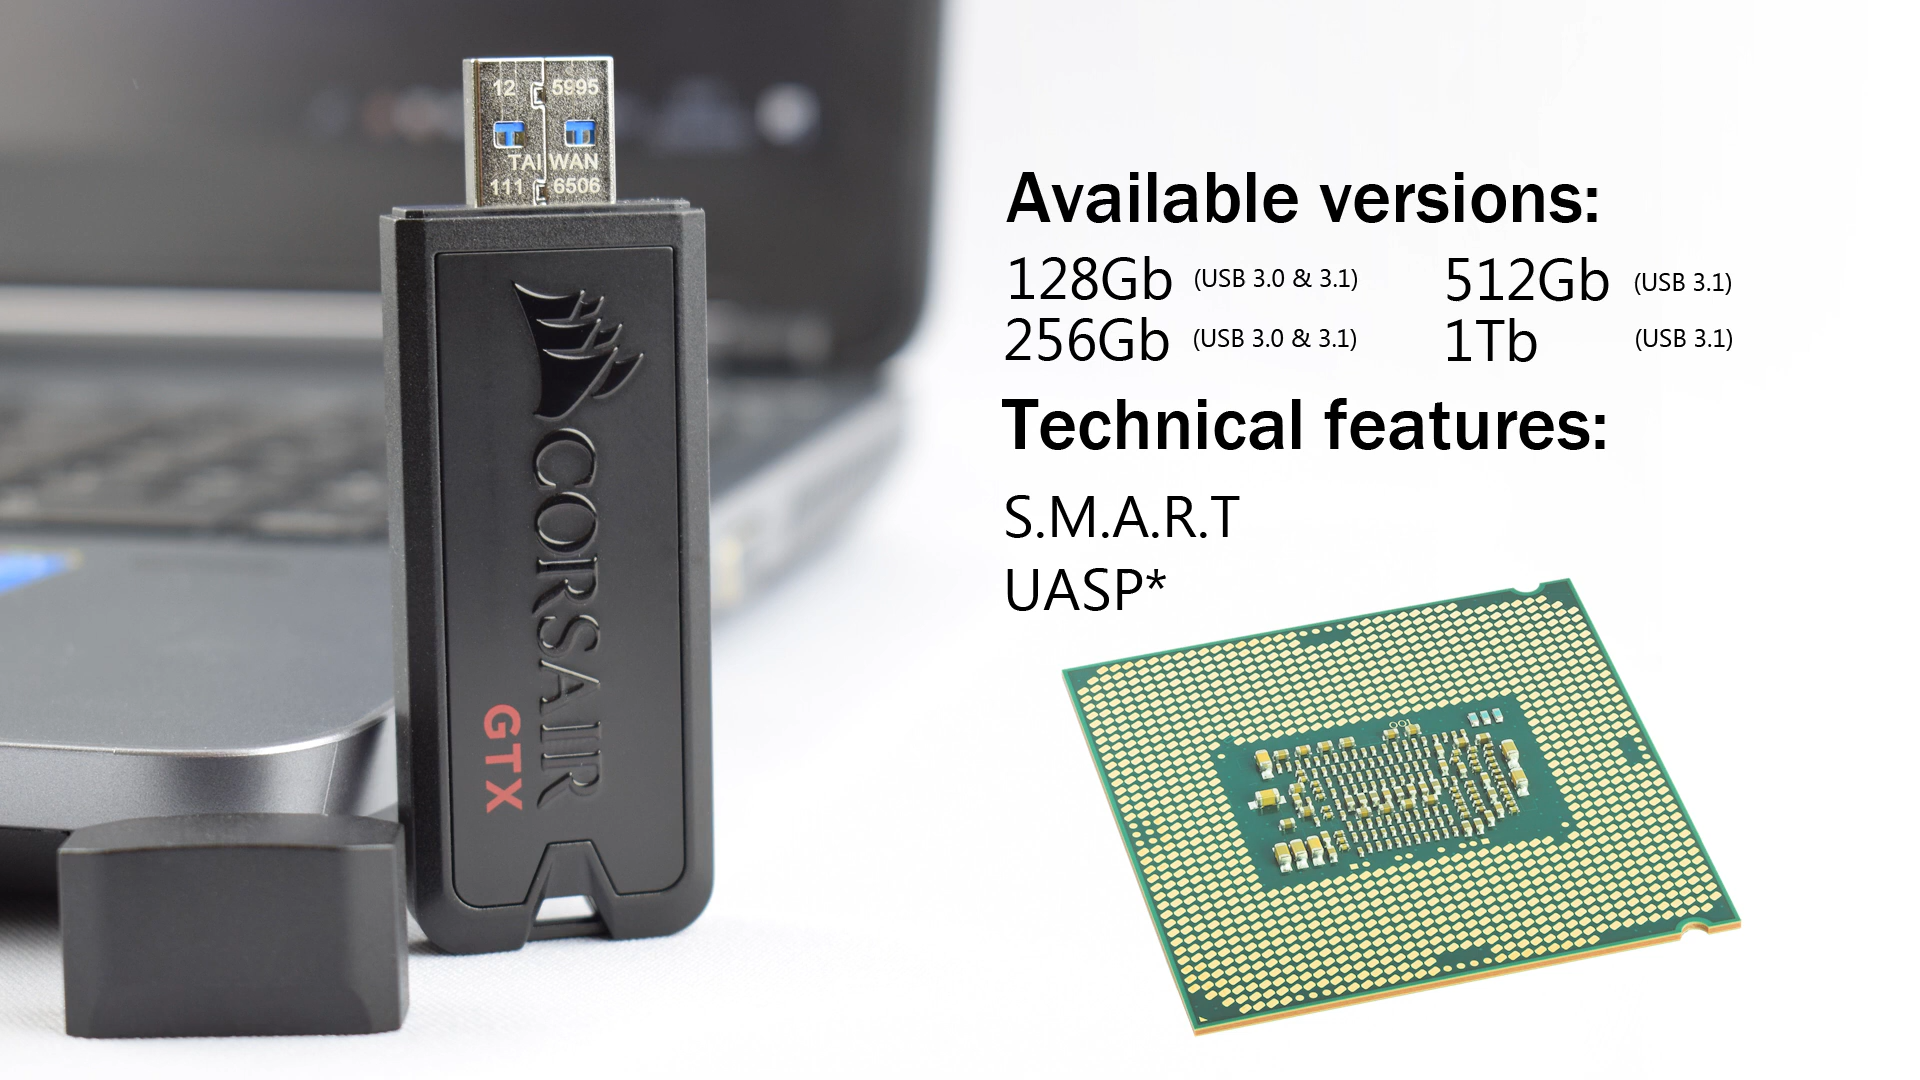 12 5995
TAIWAN
111 6506
CORSAIR
GTX
Available versions:
128Gb (USB 3.0 & 3.1) 512Gb (USB 3.1)
256Gb (USB 3.0 & 3.1) 1Tb (USB 3.1)
Technical features:
S.M.A.R.T
UASP*
001